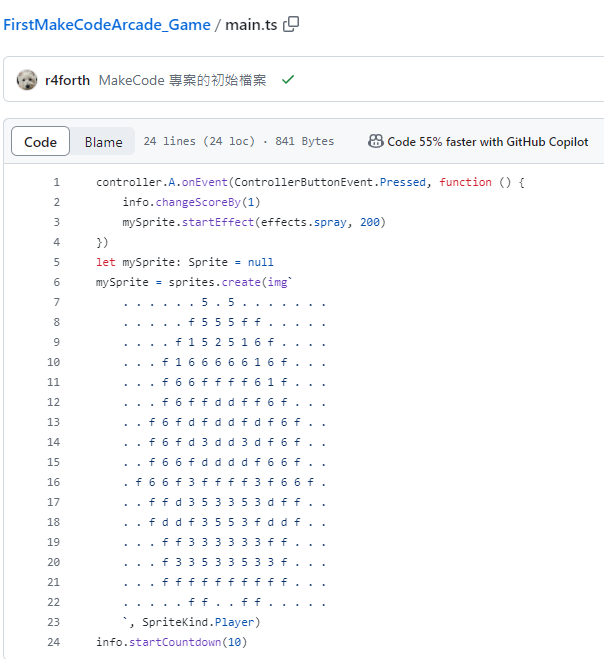 FirstMakeCodeArcade_Game / main.ts
r4forth MakeCode 專案的初始檔案
Code Blame 24 lines (24 loc) · 841 Bytes Code 55% faster with GitHub Copilot
1 controller.A.onEvent(ControllerButtonEvent.Pressed, function () {
2 info.changeScoreBy(1)
3 mySprite.startEffect(effects.spray, 200)
4 })
5 let mySprite: Sprite = null
6 mySprite = sprites.create(img`
7 . . . . . . 5 . 5 . . . . . . .
8 . . . . . f 5 5 5 f f . . . . .
9 . . . . f 1 5 2 5 1 6 f . . . .
10 . . . f 1 6 6 6 6 6 1 6 f . . .
11 . . . f 6 6 f f f f 6 1 f . . .
12 . . . f 6 f f d d f f 6 f . . .
13 . . f 6 f d f d d f d f 6 f . .
14 . . f 6 f d 3 d d 3 d f 6 f . .
15 . . f 6 6 f d d d d f 6 6 f . .
16 . f 6 6 f 3 f f f f 3 f 6 6 f .
17 . . f f d 3 5 3 3 5 3 d f f . .
18 . . f d d f 3 5 5 3 f d d f . .
19 . . . f f 3 3 3 3 3 3 f f . . .
20 . . . f 3 3 5 3 3 5 3 3 f . . .
21 . . . f f f f f f f f f f . . .
22 . . . . . f f . . f f . . . . .
23 `, SpriteKind.Player)
24 info.startCountdown(10)